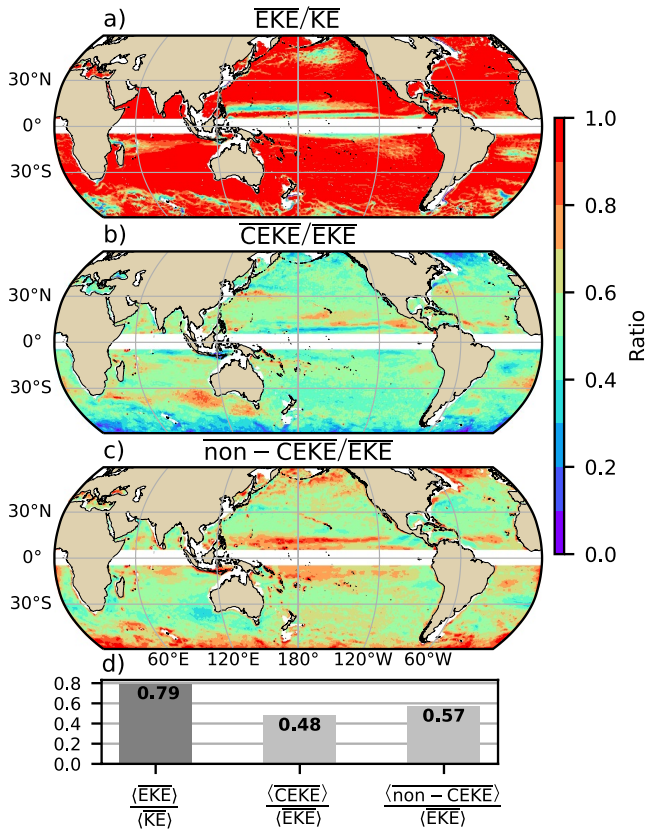 a) EKE/KE
30°N
0°
30°S
b) CEKE/EKE
30°N
0°
30°S
c) non − CEKE/EKE
30°N
0°
30°S
60°E 120°E 180° 120°W 60°W
1.0
0.8
0.6
0.4
0.2
0.0
Ratio
d)
0.8
0.6
0.4
0.2
0.0
0.79 0.48 0.57
⟨EKE⟩ ⟨CEKE⟩ ⟨non − CEKE⟩
⟨KE⟩ ⟨EKE⟩ ⟨EKE⟩